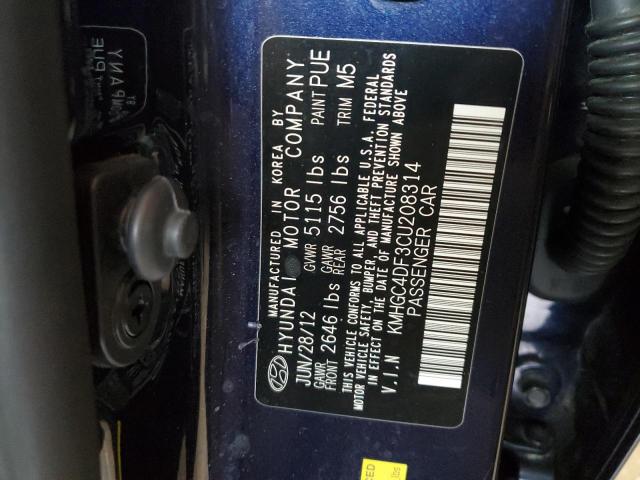 MANUFACTURED IN KOREA BY
HYUNDAI MOTOR COMPANY
JUN/28/12 GVWR 5115 lbs PAINT PUE
GAWR FRONT 2646 lbs GAWR REAR 2756 lbs TRIM M5
THIS VEHICLE CONFORMS TO ALL APPLICABLE U.S.A. FEDERAL
MOTOR VEHICLE SAFETY, BUMPER, AND THEFT PREVENTION STANDARDS
IN EFFECT ON THE DATE OF MANUFACTURE SHOWN ABOVE
V.I.N KMHGC4DF3CU208314
PASSENGER CAR